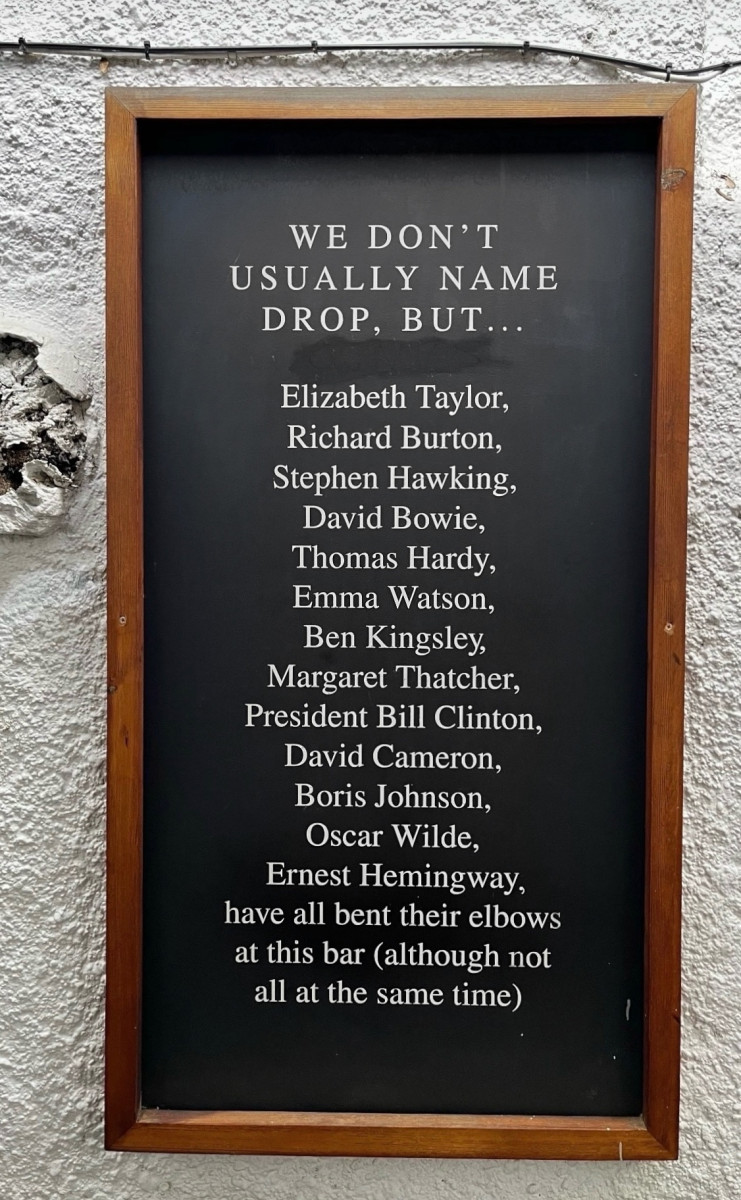 WE DON'T
USUALLY NAME
DROP, BUT...
Elizabeth Taylor,
Richard Burton,
Stephen Hawking,
David Bowie,
Thomas Hardy,
Emma Watson,
Ben Kingsley,
Margaret Thatcher,
President Bill Clinton,
David Cameron,
Boris Johnson,
Oscar Wilde,
Ernest Hemingway,
have all bent their elbows
at this bar (although not
all at the same time)